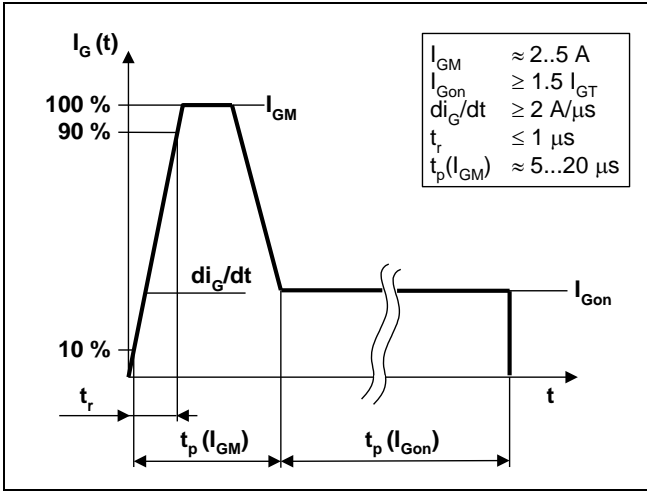 I_G (t)
I_GM ≈ 2..5 A
I_Gon ≥ 1.5 I_GT
di_G/dt ≥ 2 A/μs
t_r ≤ 1 μs
t_p(I_GM) ≈ 5...20 μs
100 %
I_GM
90 %
di_G/dt
I_Gon
10 %
t_r
t
t_p (I_GM)
t_p (I_Gon)